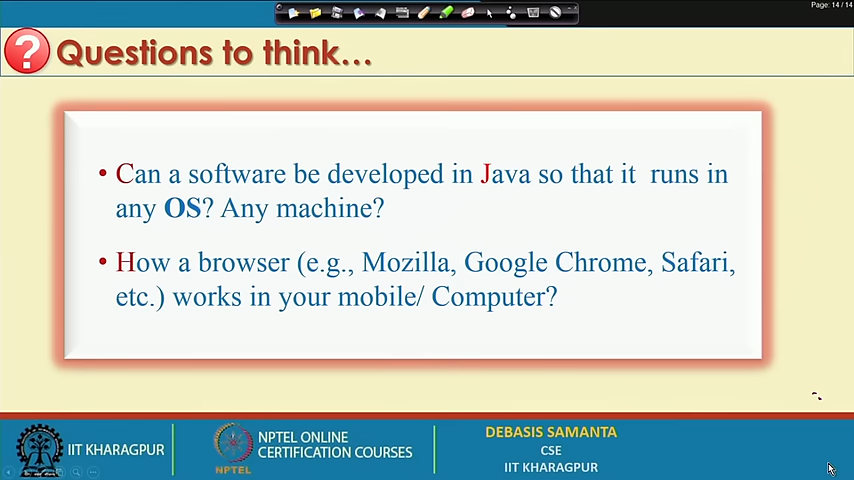 Page: 14 / 14
? Questions to think...
• Can a software be developed in Java so that it runs in
any OS? Any machine?
• How a browser (e.g., Mozilla, Google Chrome, Safari,
etc.) works in your mobile/ Computer?
IIT KHARAGPUR
NPTEL
NPTEL ONLINE
CERTIFICATION COURSES
DEBASIS SAMANTA
CSE
IIT KHARAGPUR